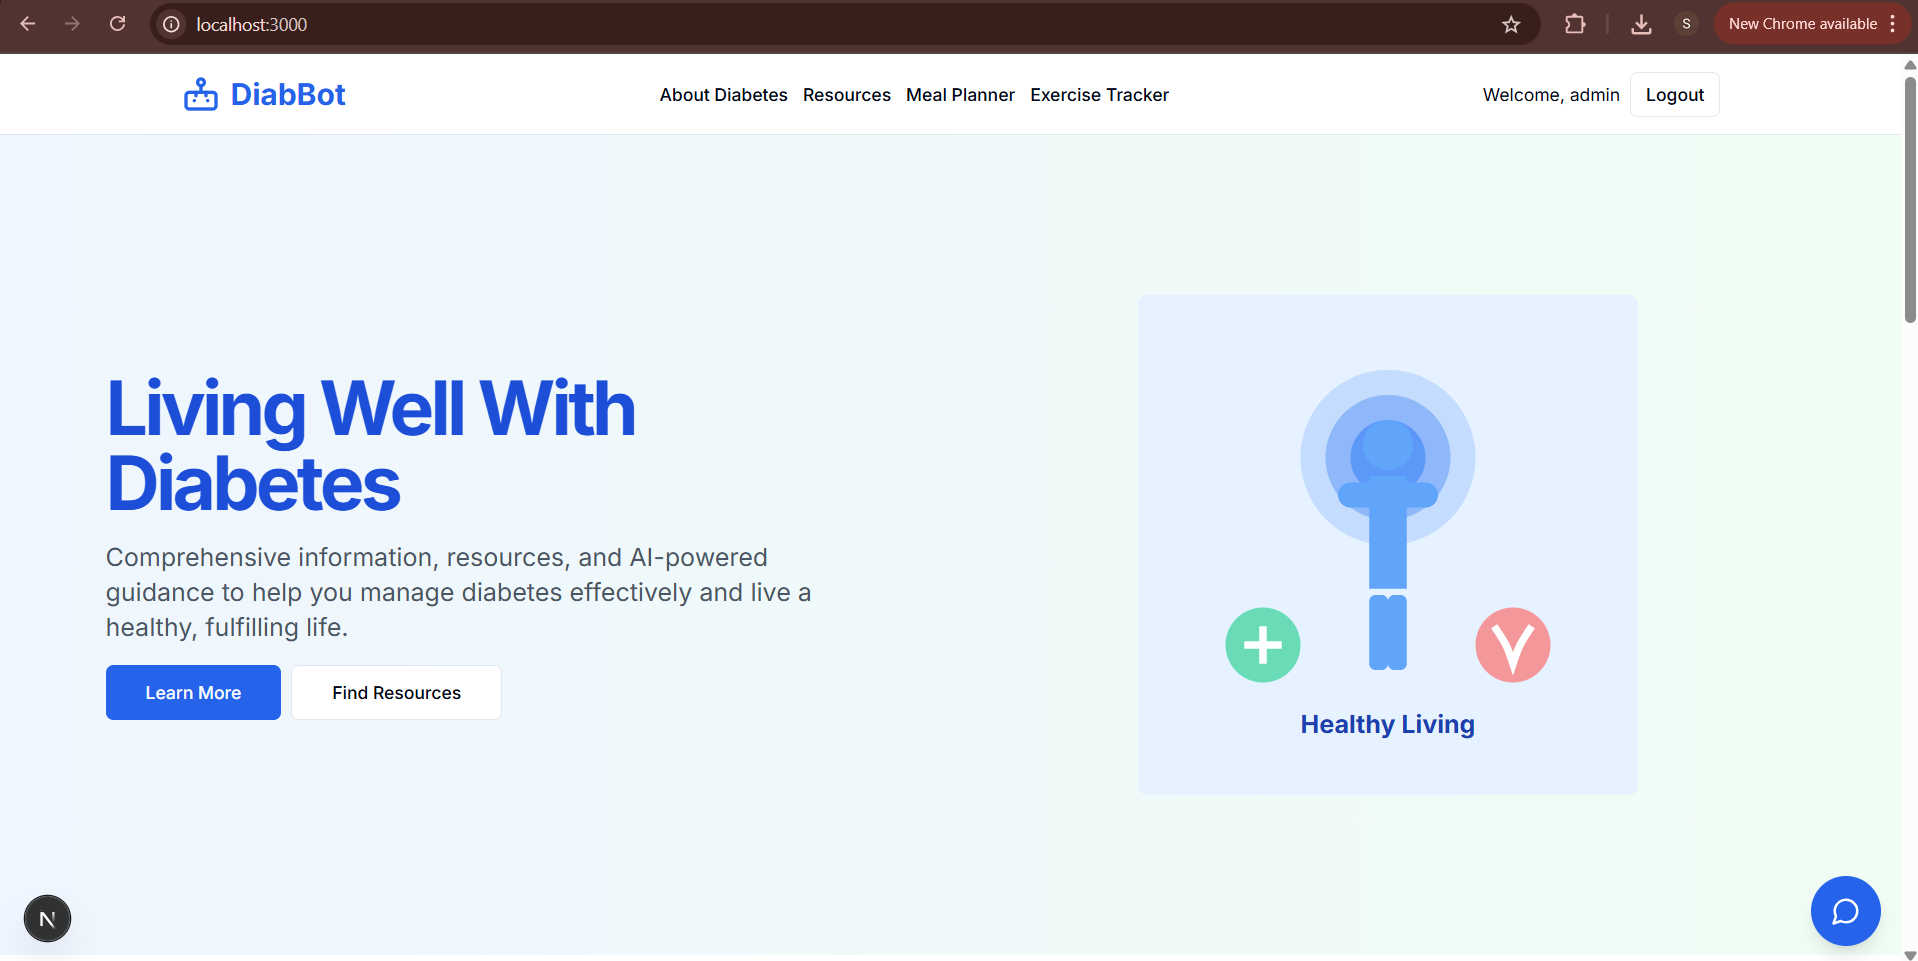 localhost:3000
S
New Chrome available
DiabBot
About Diabetes Resources Meal Planner Exercise Tracker
Welcome, admin Logout
Living Well With
Diabetes
Comprehensive information, resources, and AI-powered
guidance to help you manage diabetes effectively and live a
healthy, fulfilling life.
Learn More Find Resources
Healthy Living
N